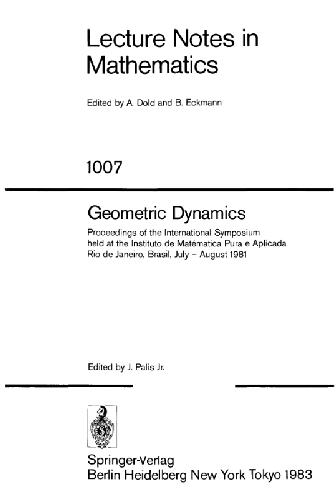 Lecture Notes in
Mathematics
Edited by A. Dold and B. Eckmann
1007
Geometric Dynamics
Proceedings of the International Symposium
held at the Instituto de Matématica Pura e Aplicada
Rio de Janeiro, Brasil, July – August 1981
Edited by J. Palis Jr.
Springer-Verlag
Berlin Heidelberg New York Tokyo 1983